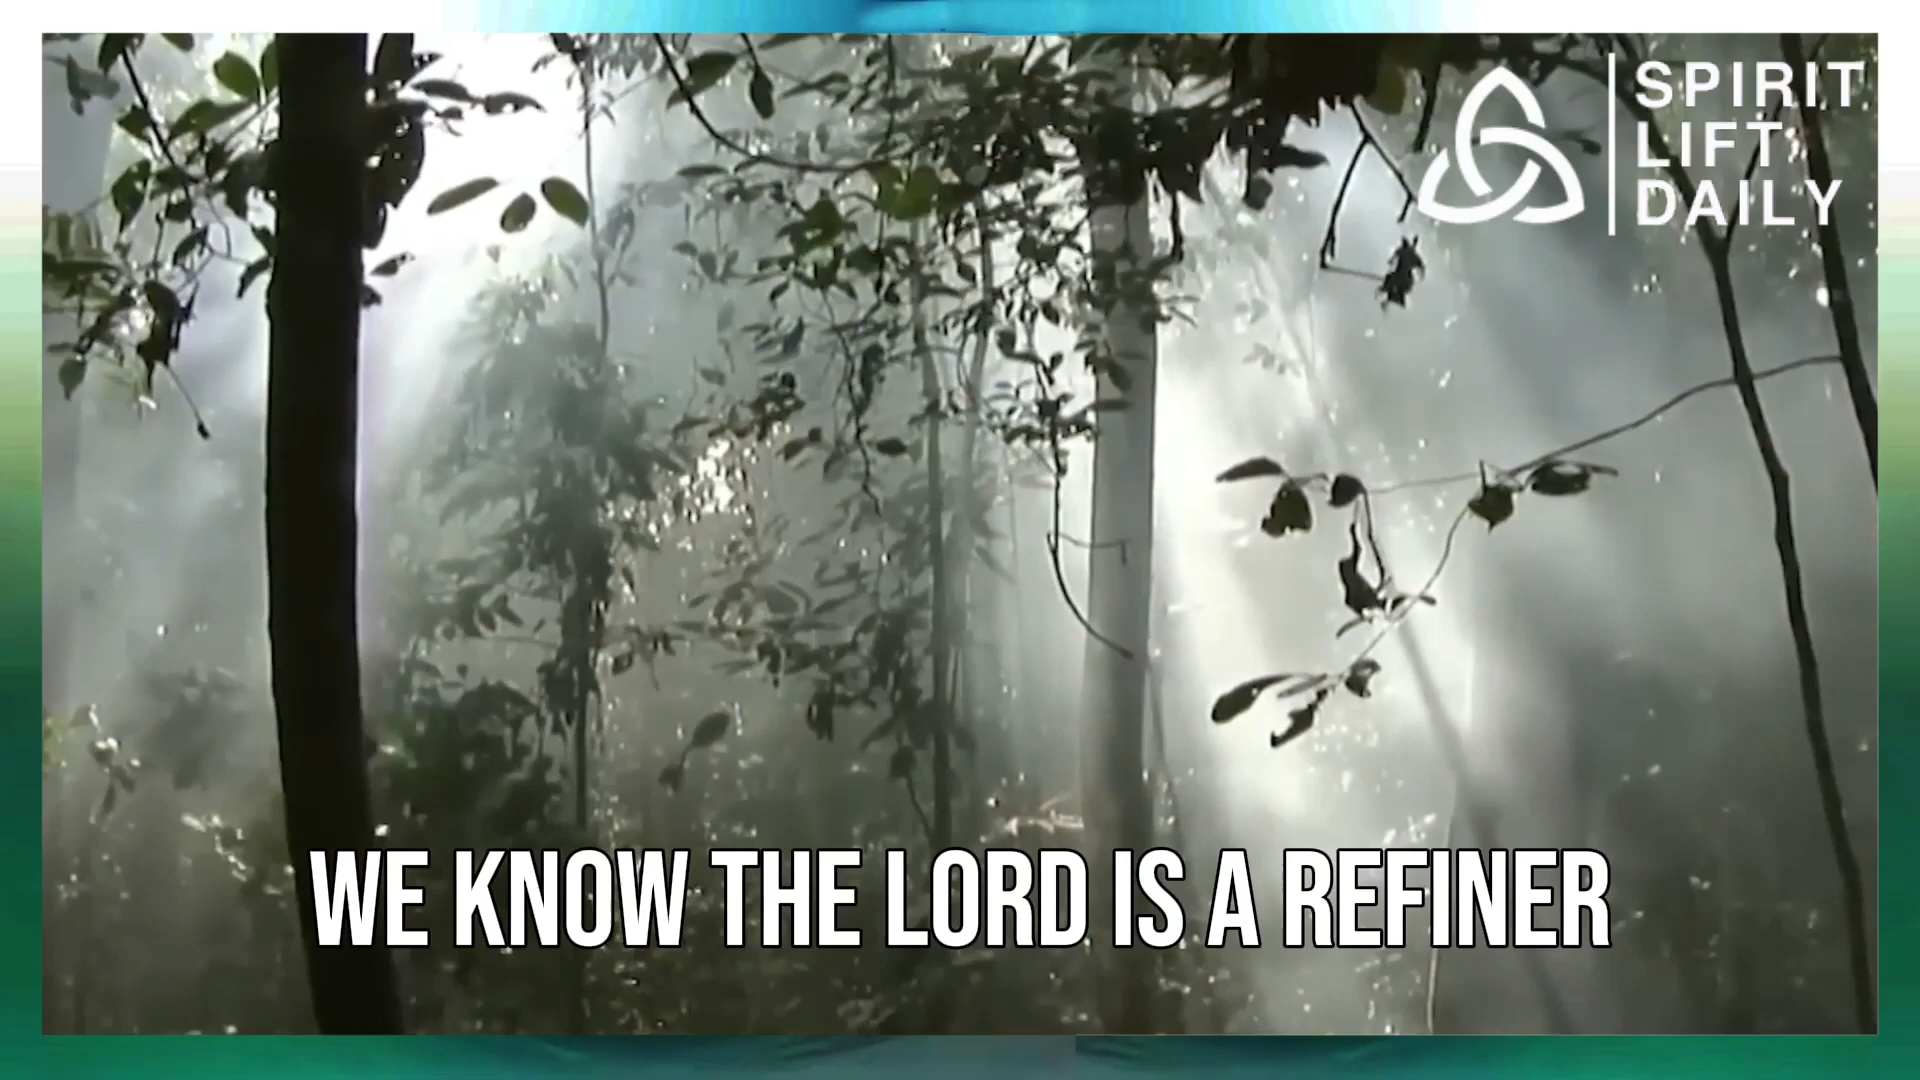 SPIRIT
LIFT
DAILY
WE KNOW THE LORD IS A REFINER